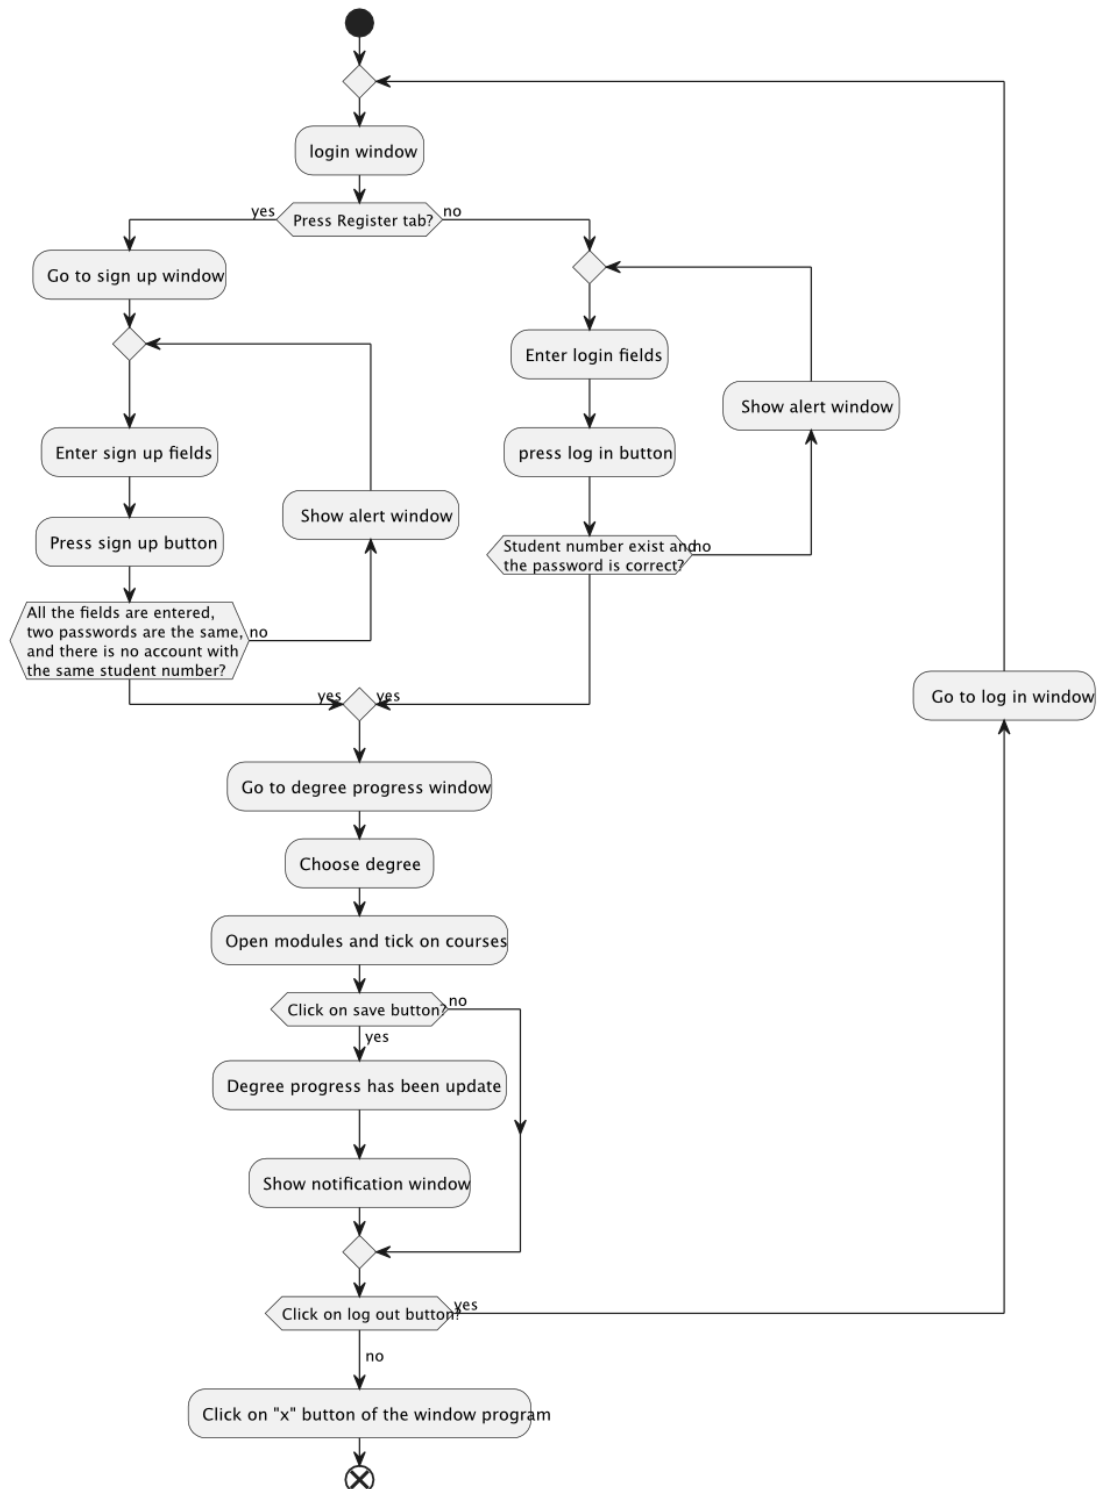 login window
yes
Press Register tab?
no
Go to sign up window
Enter sign up fields
Press sign up button
All the fields are entered,
two passwords are the same,
and there is no account with
the same student number?
no
Show alert window
Enter login fields
press log in button
Student number exist and
the password is correct?
no
Show alert window
yes
yes
Go to log in window
Go to degree progress window
Choose degree
Open modules and tick on courses
Click on save button?
no
yes
Degree progress has been update
Show notification window
Click on log out button?
yes
no
Click on "x" button of the window program